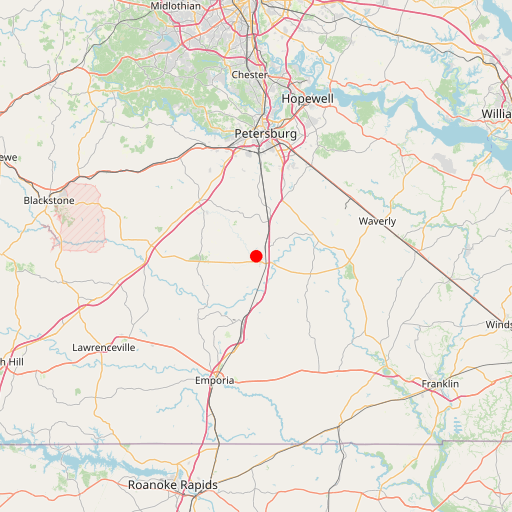 Midlothian
Chester
Hopewell
Willia
Petersburg
ewe
Blackstone
Waverly
Winds
Lawrenceville
h Hill
Emporia
Franklin
Roanoke Rapids